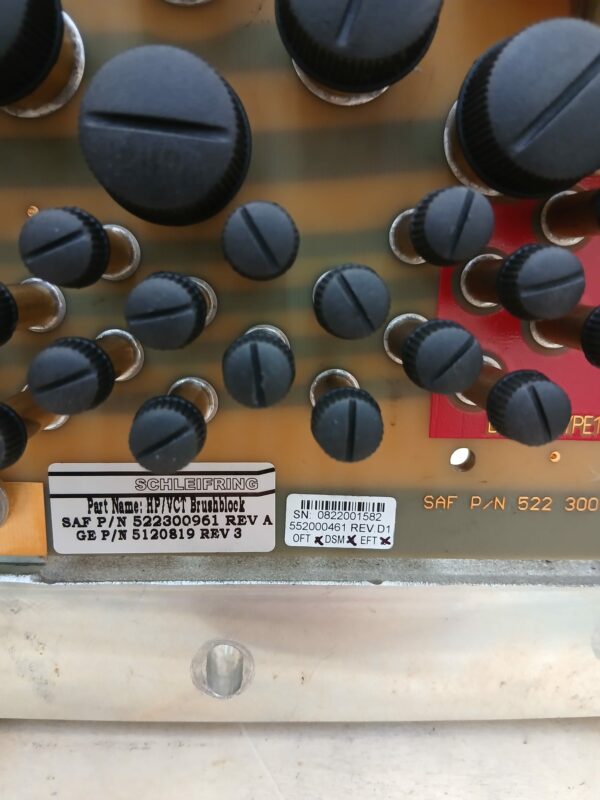 SCHLEIFRING
Part Name: HP/VCT Brushblock
SAF P/N 522300961 REV A
GE P/N 5120819 REV 3
SN: 0822001582
552000461 REV.D1
OFT x DSM x EFT x
SAF P/N 522 300